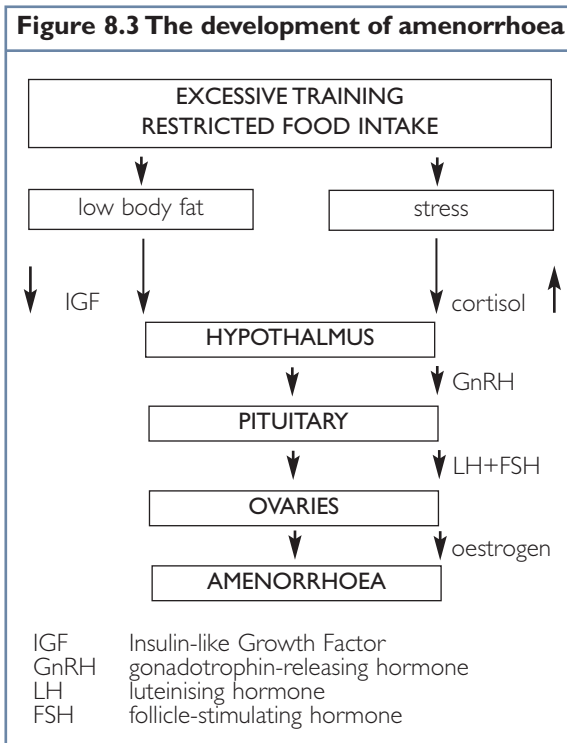 Figure 8.3 The development of amenorrhoea
EXCESSIVE TRAINING
RESTRICTED FOOD INTAKE
low body fat
stress
IGF
cortisol
HYPOTHALMUS
GnRH
PITUITARY
LH+FSH
OVARIES
oestrogen
AMENORRHOEA
IGF Insulin-like Growth Factor
GnRH gonadotrophin-releasing hormone
LH luteinising hormone
FSH follicle-stimulating hormone